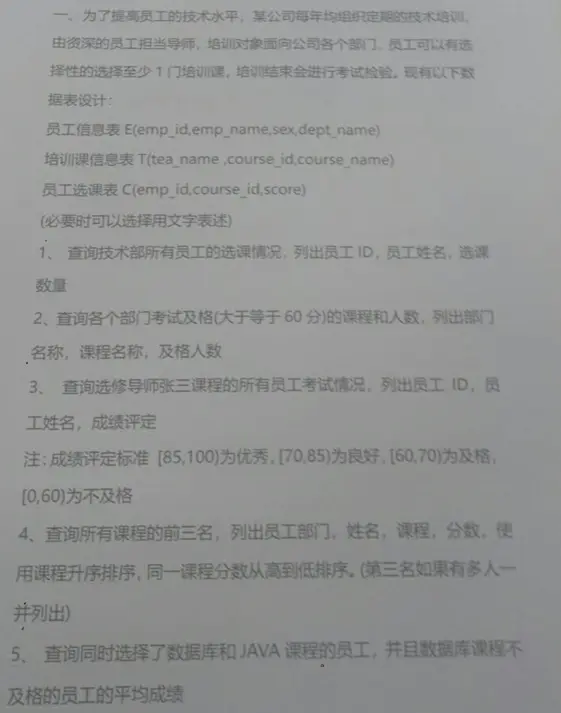 一、为了提高员工的技术水平，某公司每年均组织定期的技术培训，
由资深的员工担当导师，培训对象面向公司各个部门，员工可以有选
择性的选择至少1门培训课，培训结束会进行考试检验。现有以下数
据表设计：
员工信息表 E(emp_id,emp_name,sex,dept_name)
培训课信息表 T(tea_name ,course_id,course_name)
员工选课表 C(emp_id,course_id,score)
(必要时可以选择用文字表述)
1、 查询技术部所有员工的选课情况，列出员工 ID，员工姓名，选课
数量
2、查询各个部门考试及格(大于等于 60 分)的课程和人数，列出部门
名称，课程名称，及格人数
3、 查询选修导师张三课程的所有员工考试情况，列出员工 ID，员
工姓名，成绩评定
注：成绩评定标准 [85,100)为优秀，[70,85)为良好，[60,70)为及格，
[0,60)为不及格
4、查询所有课程的前三名，列出员工部门，姓名，课程，分数，使
用课程升序排序，同一课程分数从高到低排序。(第三名如果有多人一
并列出)
5、 查询同时选择了数据库和 JAVA 课程的员工，并且数据库课程不
及格的员工的平均成绩